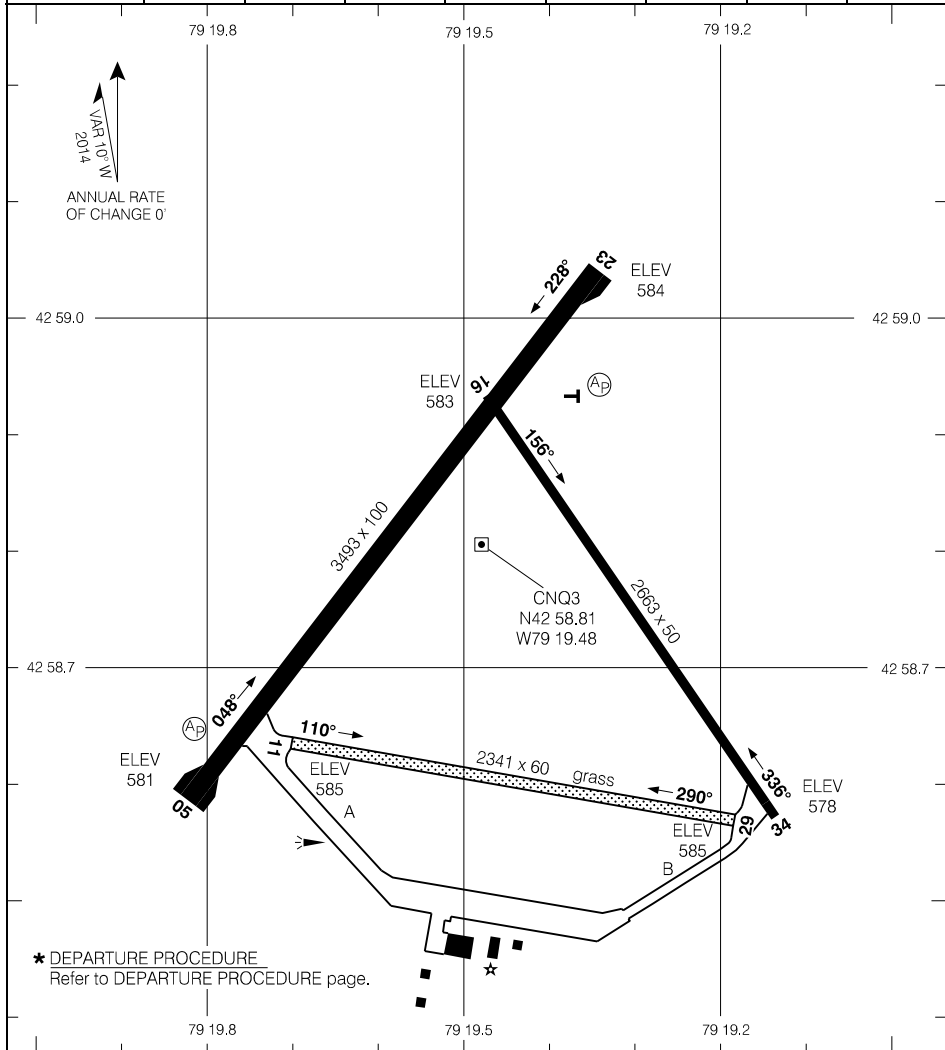 79 19.8
79 19.5
79 19.2
VAR 10° W
2014
ANNUAL RATE
OF CHANGE 0'
23
ELEV
584
228°
42 59.0
42 59.0
ELEV
583
16
AP
T
156°
3493 x 100
CNQ3
N42 58.81
W79 19.48
2663 x 50
42 58.7
42 58.7
048°
AP
110°
11
ELEV
581
ELEV
585
2341 x 60
grass
290°
336°
ELEV
578
05
A
29
34
ELEV
585
B
* DEPARTURE PROCEDURE
Refer to DEPARTURE PROCEDURE page.
79 19.8
79 19.5
79 19.2